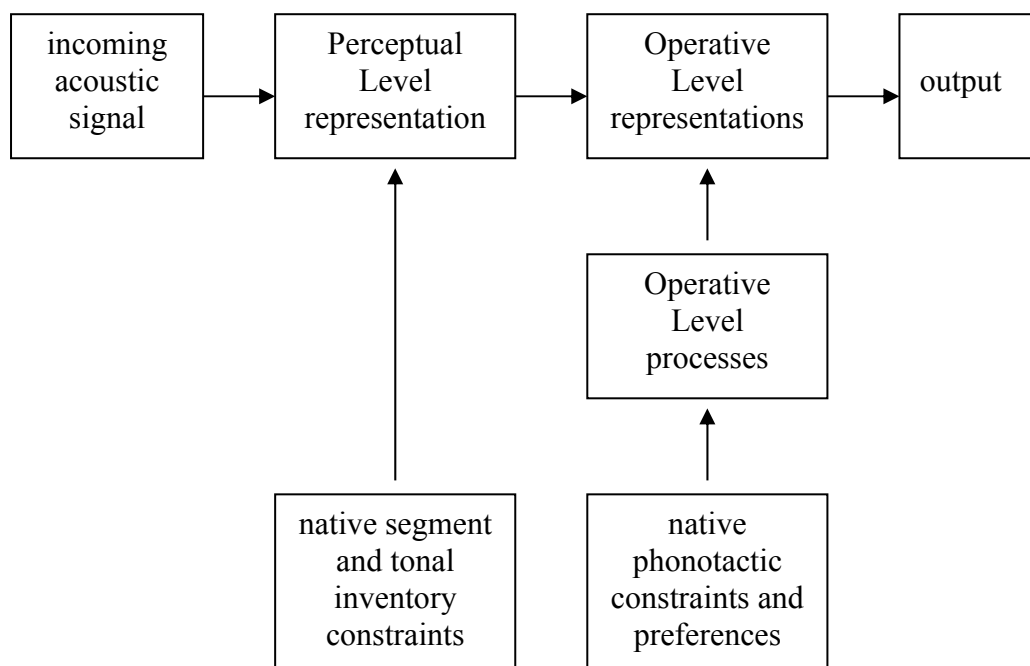 incoming
acoustic
signal
Perceptual
Level
representation
Operative
Level
representations
output
Operative
Level
processes
native segment
and tonal
inventory
constraints
native
phonotactic
constraints and
preferences